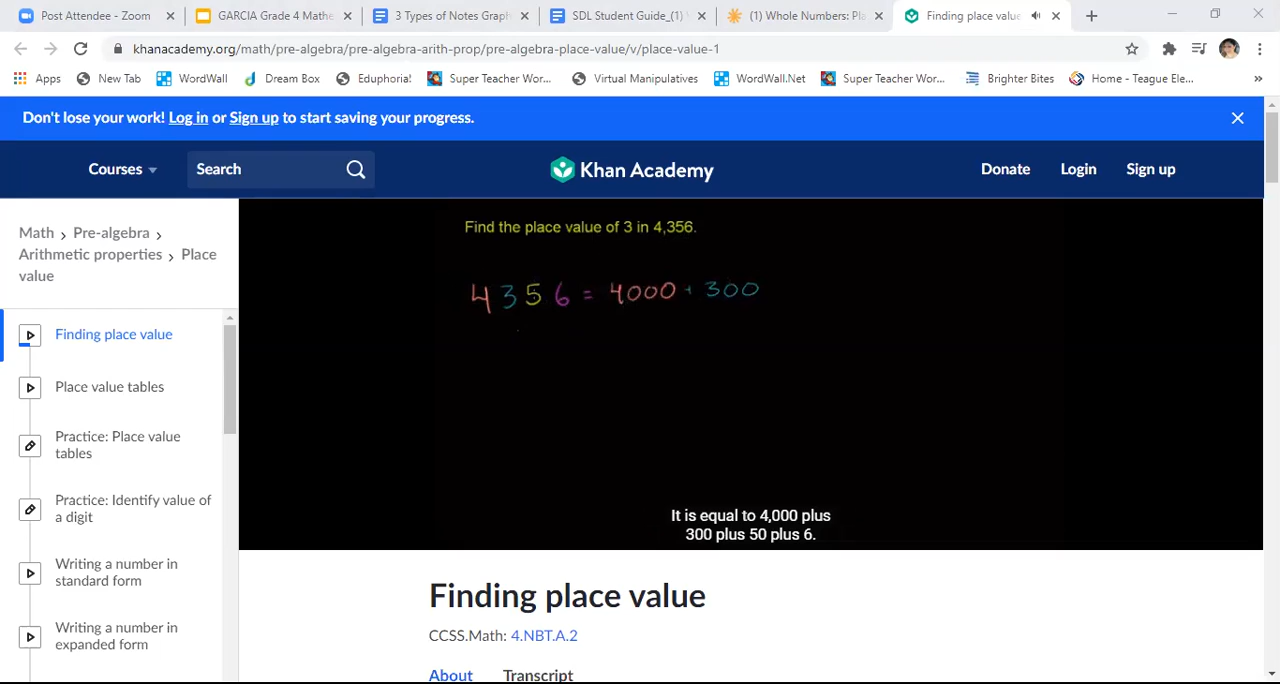 Post Attendee - Zoom
GARCIA Grade 4 Mathe
3 Types of Notes Graph
SDL Student Guide_(1)
(1) Whole Numbers: Pl
Finding place value
khanacademy.org/math/pre-algebra/pre-algebra-arith-prop/pre-algebra-place-value/v/place-value-1
Apps
New Tab
WordWall
Dream Box
Eduphoria!
Super Teacher Wor...
Virtual Manipulatives
WordWall.Net
Super Teacher Wor...
Brighter Bites
Home - Teague Ele...
»
Don't lose your work! Log in or Sign up to start saving your progress.
Courses
Search
Khan Academy
Donate
Login
Sign up
Math › Pre-algebra ›
Arithmetic properties › Place
value
Finding place value
Place value tables
Practice: Place value
tables
Practice: Identify value of
a digit
Writing a number in
standard form
Writing a number in
expanded form
Find the place value of 3 in 4,356.
4 3 5 6 = 4000 + 300
It is equal to 4,000 plus
300 plus 50 plus 6.
Finding place value
CCSS.Math: 4.NBT.A.2
About Transcript